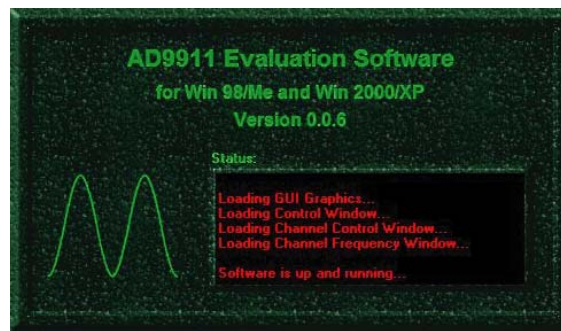 AD9911 Evaluation Software
for Win 98/Me and Win 2000/XP
Version 0.0.6
Status:
Loading GUI Graphics...
Loading Control Window...
Loading Channel Control Window...
Loading Channel Frequency Window...
Software is up and running...